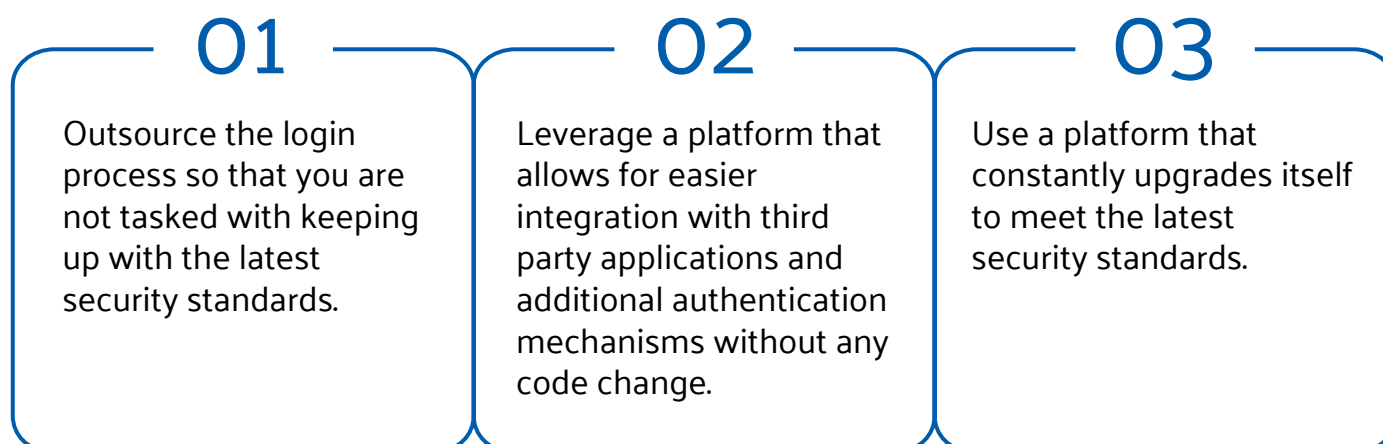 01
Outsource the login
process so that you are
not tasked with keeping
up with the latest
security standards.
02
Leverage a platform that
allows for easier
integration with third
party applications and
additional authentication
mechanisms without any
code change.
03
Use a platform that
constantly upgrades itself
to meet the latest
security standards.